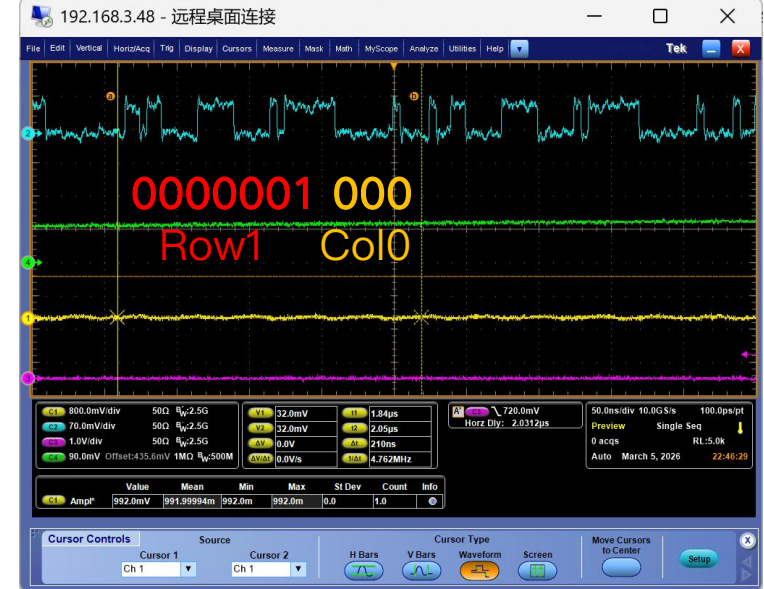 192.168.3.48 - 远程桌面连接
File Edit Vertical Horiz/Acq Trig Display Cursors Measure Mask Math MyScope Analyze Utilities Help Tek X
a b
2
0000001 000
Row1 Col0
4
1
3
C1 800.0mV/div 50Ω BW:2.5G
C2 70.0mV/div 50Ω BW:2.5G
C3 1.0V/div 50Ω BW:2.5G
C4 90.0mV Offset:435.6mV 1MΩ BW:500M
V1 32.0mV t1 1.84µs
V2 32.0mV t2 2.05µs
ΔV 0.0V Δt 210ns
ΔV/Δt 0.0V/s 1/Δt 4.762MHz
A' C3 720.0mV
Horz Dly: 2.0312µs
50.0ns/div 10.0GS/s 100.0ps/pt
Preview Single Seq
0 acqs RL:5.0k
Auto March 5, 2026 22:46:29
Value Mean Min Max St Dev Count Info
C1 Ampl* 992.0mV 991.99994m 992.0m 992.0m 0.0 1.0
Cursor Controls Source Cursor Type Move Cursors to Center X
Cursor 1 Cursor 2 H Bars V Bars Waveform Screen Setup
Ch 1 Ch 1